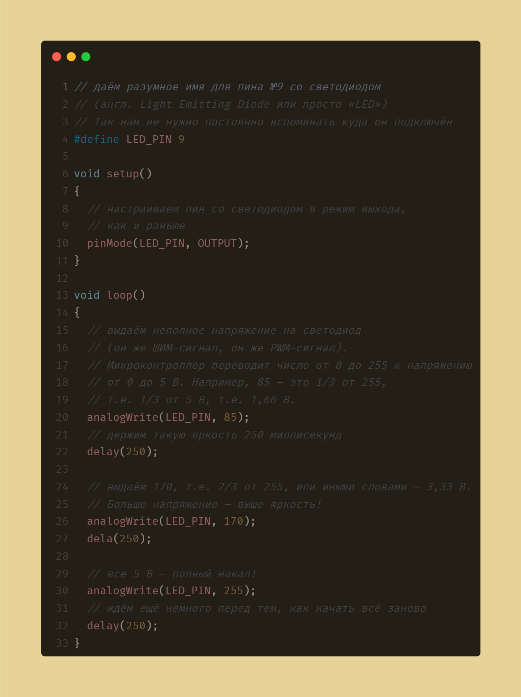 1 // даём разумное имя для пина №9 со светодиодом
2 // (англ. Light Emitting Diode или просто «LED»)
3 // Так нам не нужно постоянно вспоминать куда он подключён
4 #define LED_PIN 9
5
6 void setup()
7 {
8 // настраиваем пин со светодиодом в режим выхода,
9 // как и раньше
10 pinMode(LED_PIN, OUTPUT);
11 }
12
13 void loop()
14 {
15 // выдаём неполное напряжение на светодиод
16 // (он же ШИМ-сигнал, он же PWM-сигнал).
17 // Микроконтроллер переводит число от 0 до 255 к напряжению
18 // от 0 до 5 В. Например, 85 — это 1/3 от 255,
19 // т.е. 1/3 от 5 В, т.е. 1,66 В.
20 analogWrite(LED_PIN, 85);
21 // держим такую яркость 250 миллисекунд
22 delay(250);
23
24 // выдаём 170, т.е. 2/3 от 255, или иными словами — 3,33 В.
25 // Больше напряжение — выше яркость!
26 analogWrite(LED_PIN, 170);
27 dela(250);
28
29 // все 5 В — полный накал!
30 analogWrite(LED_PIN, 255);
31 // ждём ещё немного перед тем, как начать всё заново
32 delay(250);
33 }